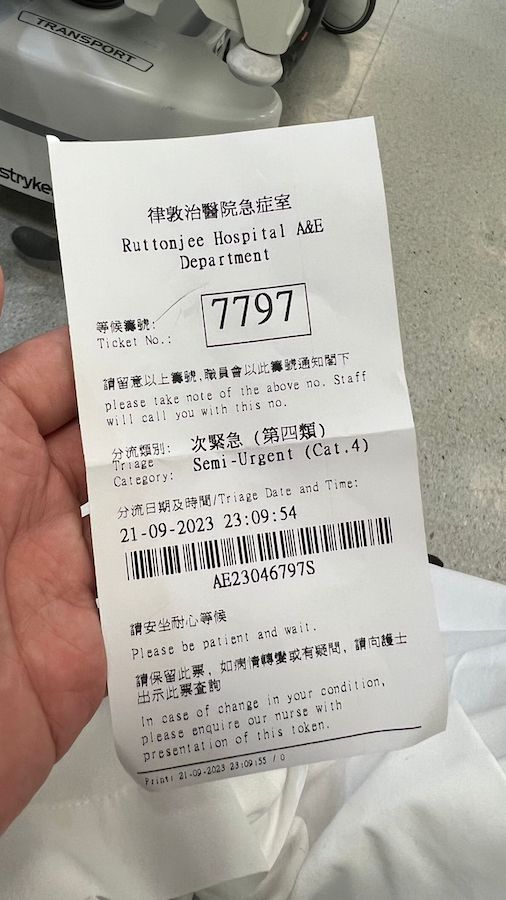 TRANSPORT
stryke
律敦治醫院急症室
Ruttonjee Hospital A&E
Department
等候籌號:
Ticket No.:
7797
請留意以上籌號,職員會以此籌號通知閣下
please take note of the above no. Staff
will call you with this no.
分流類別: 次緊急 (第四類)
Triage Semi-Urgent (Cat.4)
Category:
分流日期及時間/Triage Date and Time:
21-09-2023 23:09:54
AE23046797S
請安坐耐心等候
Please be patient and wait.
請保留此票, 如病情轉變或有疑問, 請向護士
出示此票查詢
In case of change in your condition,
please enquire our nurse with
presentation of this token.
Print: 21-09-2023 23:09:55 / 0